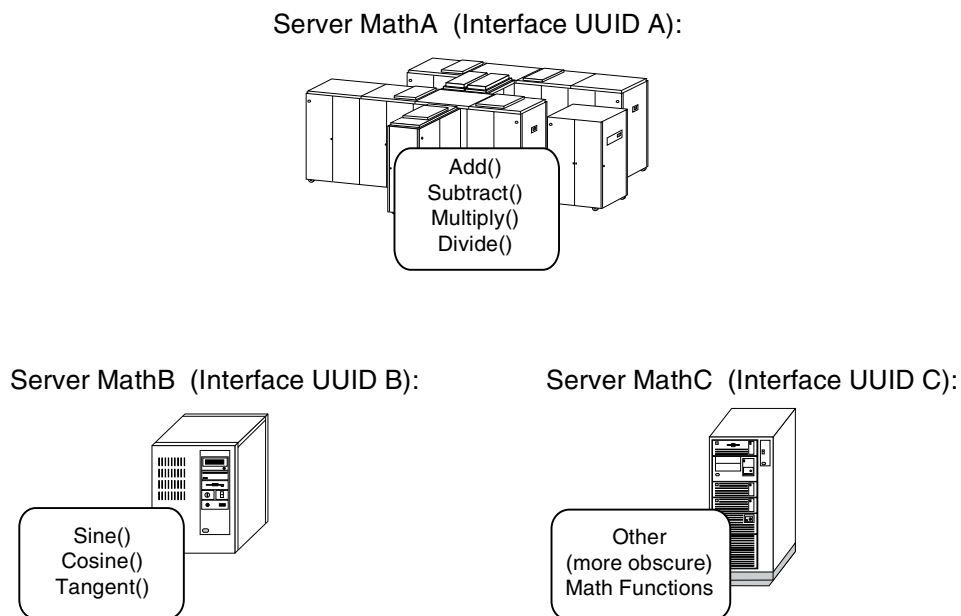 Server MathA (Interface UUID A):
Add()
Subtract()
Multiply()
Divide()
Server MathB (Interface UUID B):
Sine()
Cosine()
Tangent()
Server MathC (Interface UUID C):
Other
(more obscure)
Math Functions